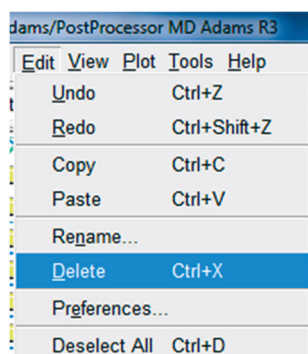 dams/PostProcessor MD Adams R3
Edit View Plot Tools Help
Undo Ctrl+Z
Redo Ctrl+Shift+Z
Copy Ctrl+C
Paste Ctrl+V
Rename...
Delete Ctrl+X
Preferences...
Deselect All Ctrl+D